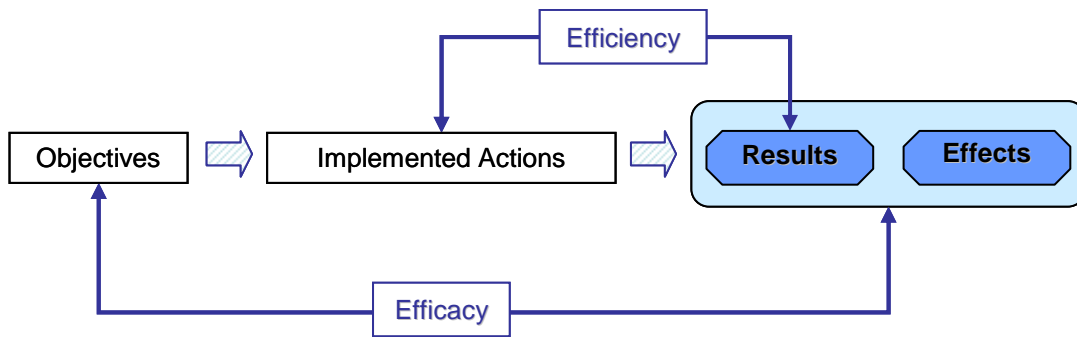 Efficiency
Objectives
Implemented Actions
Results
Effects
Efficacy